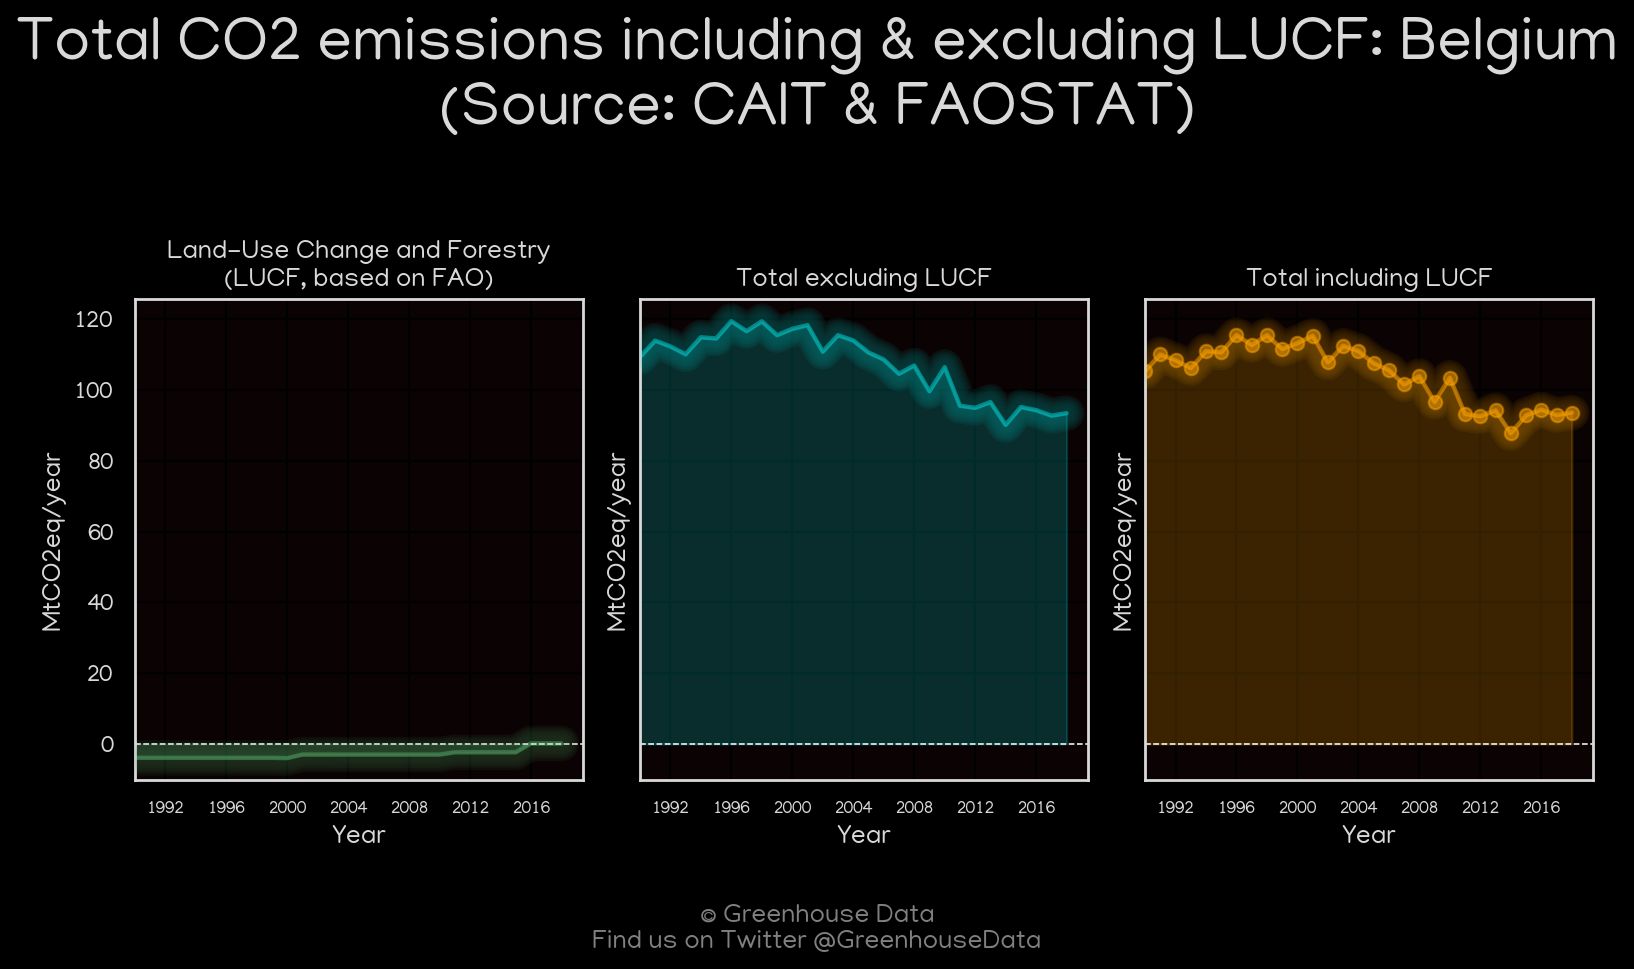 Total CO2 emissions including & excluding LUCF: Belgium
(Source: CAIT & FAOSTAT)
Land-Use Change and Forestry
(LUCF, based on FAO)
MtCO2eq/year
120
100
80
60
40
20
0
1992 1996 2000 2004 2008 2012 2016
Year
Total excluding LUCF
MtCO2eq/year
1992 1996 2000 2004 2008 2012 2016
Year
Total including LUCF
MtCO2eq/year
1992 1996 2000 2004 2008 2012 2016
Year
© Greenhouse Data
Find us on Twitter @GreenhouseData